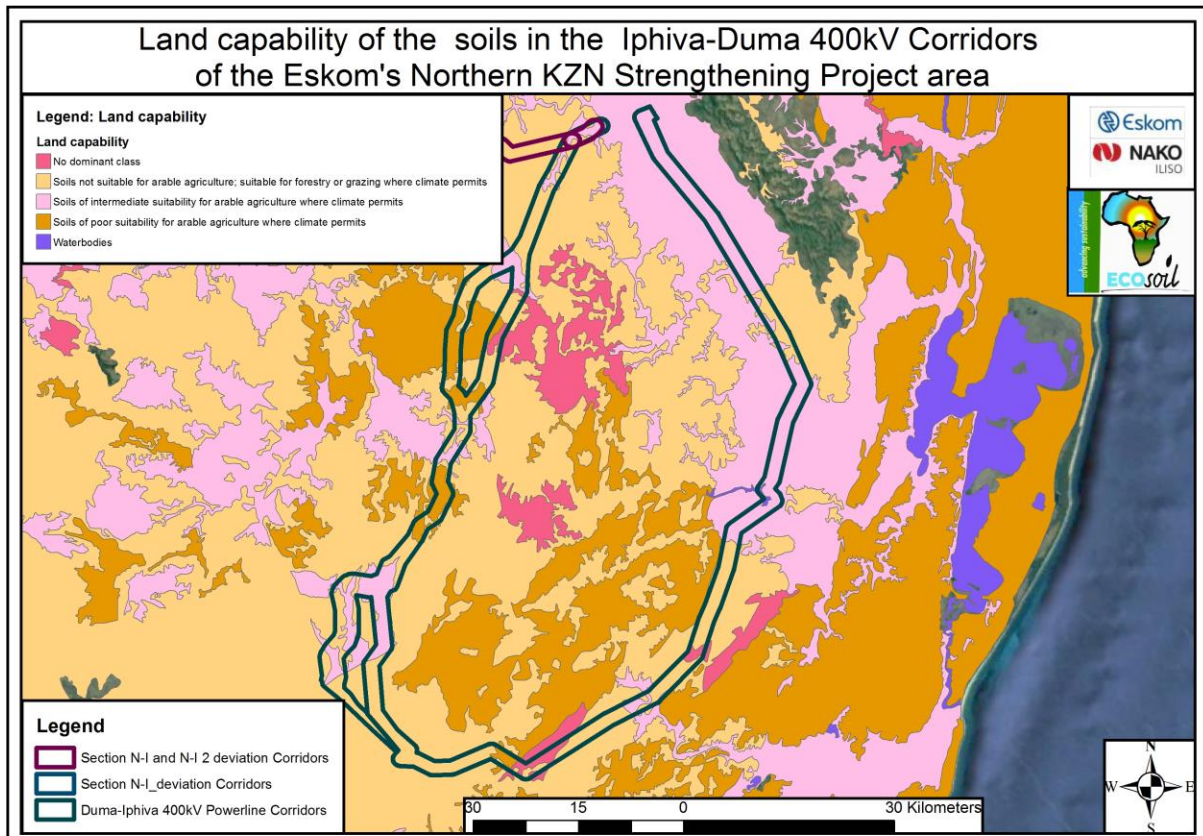 Land capability of the soils in the Iphiva-Duma 400kV Corridors
of the Eskom's Northern KZN Strengthening Project area
Legend: Land capability
Land capability
No dominant class
Soils not suitable for arable agriculture; suitable for forestry or grazing where climate permits
Soils of intermediate suitability for arable agriculture where climate permits
Soils of poor suitability for arable agriculture where climate permits
Waterbodies
Eskom
NAKO
ILISO
advancing sustainability
ECOsoil
Legend
Section N-I and N-I 2 deviation Corridors
Section N-I_deviation Corridors
Duma-Iphiva 400kV Powerline Corridors
30 15 0 30 Kilometers
N
W E
S